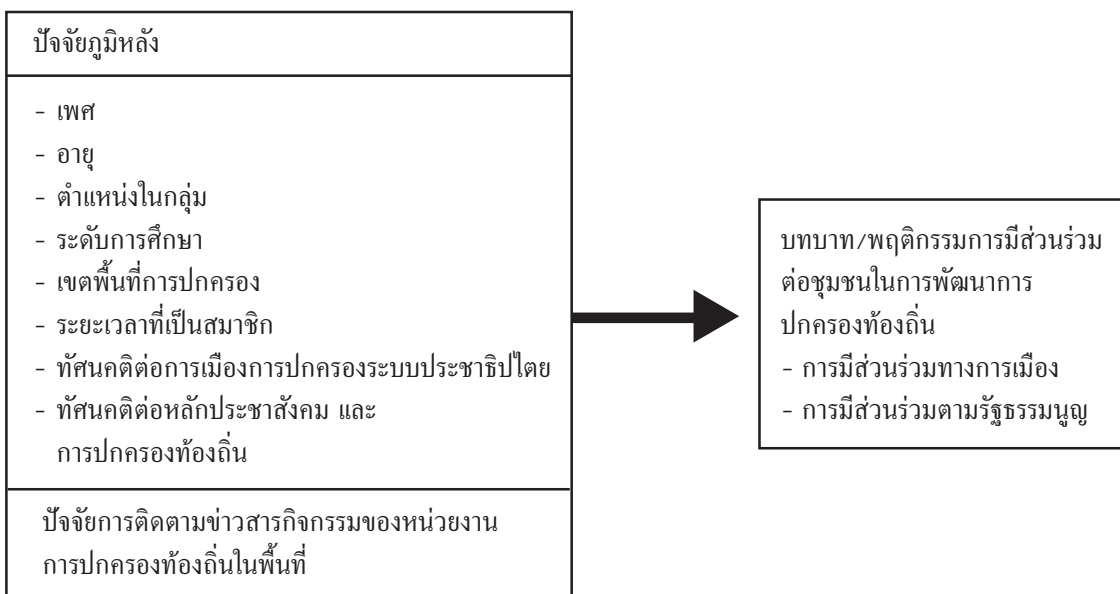 ปัจจัยภูมิหลัง
- เพศ
- อายุ
- ตำแหน่งในกลุ่ม
- ระดับการศึกษา
- เขตพื้นที่การปกครอง
- ระยะเวลาที่เป็นสมาชิก
- ทัศนคติต่อการเมืองการปกครองระบบประชาธิปไตย
- ทัศนคติต่อหลักประชาสังคม และ
การปกครองท้องถิ่น
ปัจจัยการติดตามข่าวสารกิจกรรมของหน่วยงาน
การปกครองท้องถิ่นในพื้นที่
บทบาท/พฤติกรรมการมีส่วนร่วม
ต่อชุมชนในการพัฒนาการ
ปกครองท้องถิ่น
- การมีส่วนร่วมทางการเมือง
- การมีส่วนร่วมตามรัฐธรรมนูญ